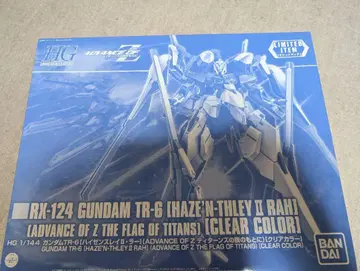 HG
ADVANCE OF Z
LIMITED ITEM
RX-124 GUNDAM TR-6 [HAZE'N-THLEY II RAH]
(ADVANCE OF Z THE FLAG OF TITANS) [CLEAR COLOR]
HG 1/144 ガンダムTR-6[ハイゼンスレイⅡ・ラー](ADVANCE OF Z ティターンズの旗のもとに)[クリアカラー]
GUNDAM TR-6 [HAZE'N-THLEY II RAH] (ADVANCE OF Z THE FLAG OF TITANS) [CLEAR COLOR]
BAN
DAI